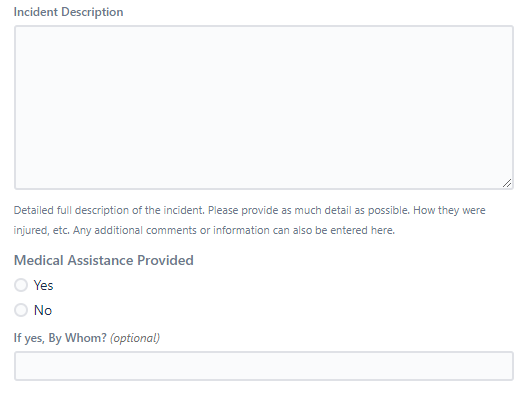 Incident Description
Detailed full description of the incident. Please provide as much detail as possible. How they were
injured, etc. Any additional comments or information can also be entered here.
Medical Assistance Provided
Yes
No
If yes, By Whom? (optional)